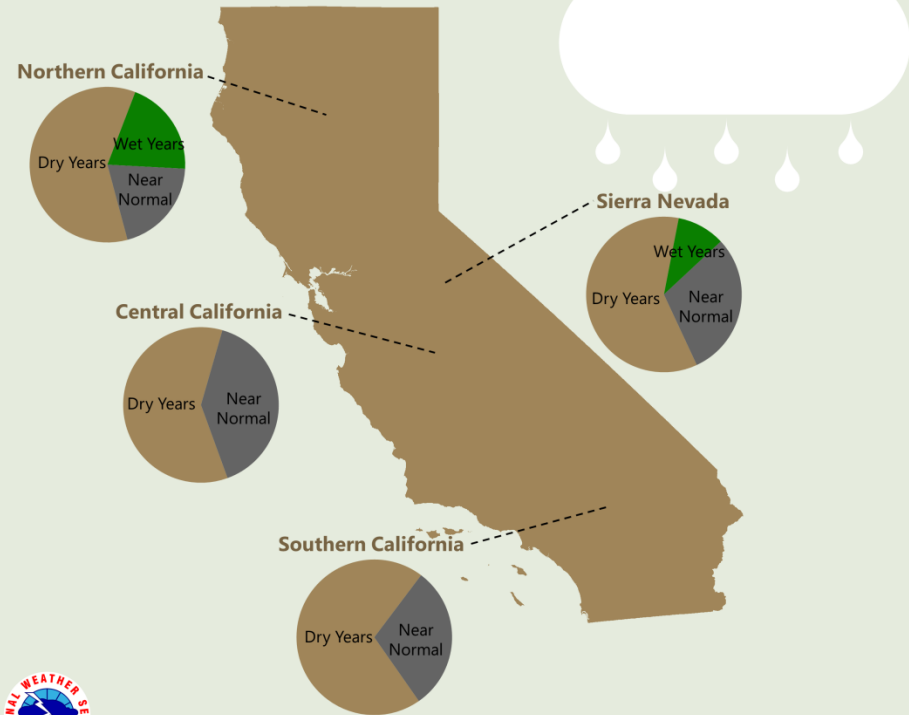 Northern California
Wet Years
Dry Years
Near
Normal
Sierra Nevada
Wet Years
Dry Years
Near
Normal
Central California
Dry Years
Near
Normal
Southern California
Dry Years
Near
Normal
WEATHER